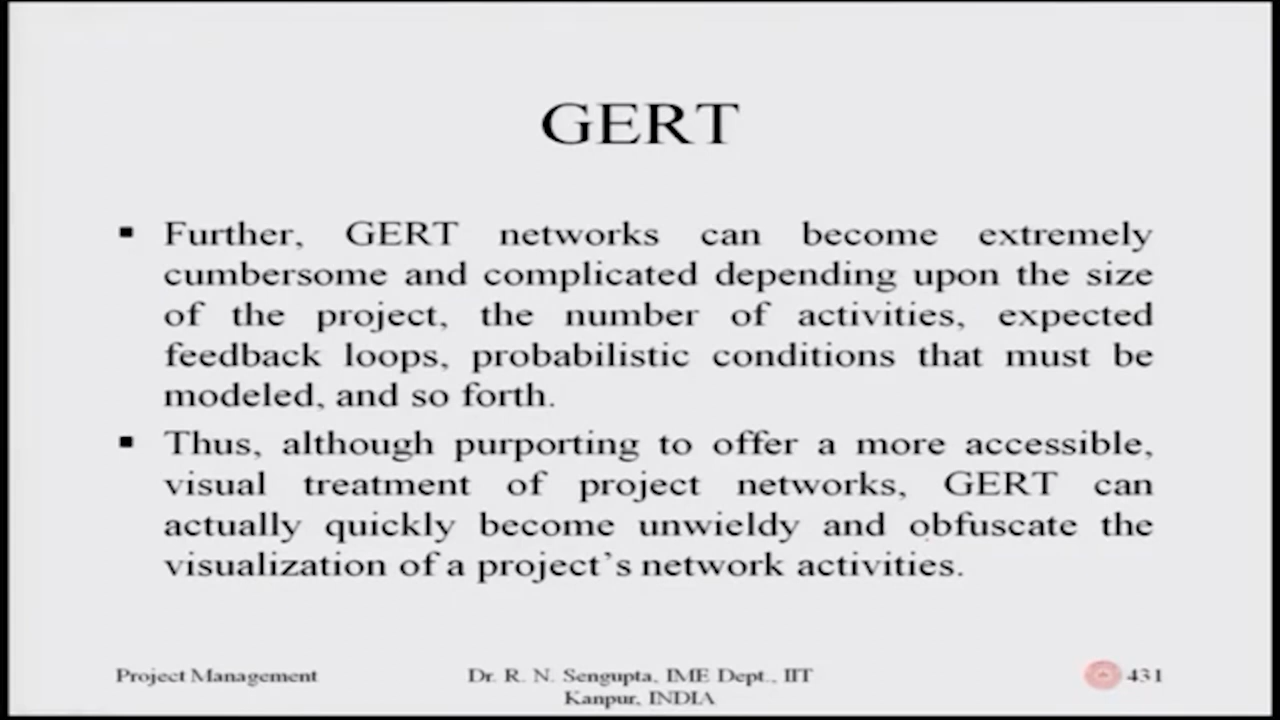 GERT
▪ Further, GERT networks can become extremely
cumbersome and complicated depending upon the size
of the project, the number of activities, expected
feedback loops, probabilistic conditions that must be
modeled, and so forth.
▪ Thus, although purporting to offer a more accessible,
visual treatment of project networks, GERT can
actually quickly become unwieldy and obfuscate the
visualization of a project’s network activities.
Project Management
Dr. R. N. Sengupta, IME Dept., IIT
Kanpur, INDIA
431